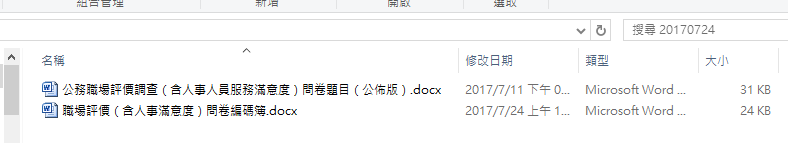 組合管理 新增 開啟 選取
搜尋 20170724
名稱 修改日期 類型 大小
公務職場評價調查（含人事人員服務滿意度）問卷題目（公佈版）.docx 2017/7/11 下午 0... Microsoft Word ... 31 KB
職場評價（含人事滿意度）問卷編碼簿.docx 2017/7/24 上午 1... Microsoft Word ... 24 KB